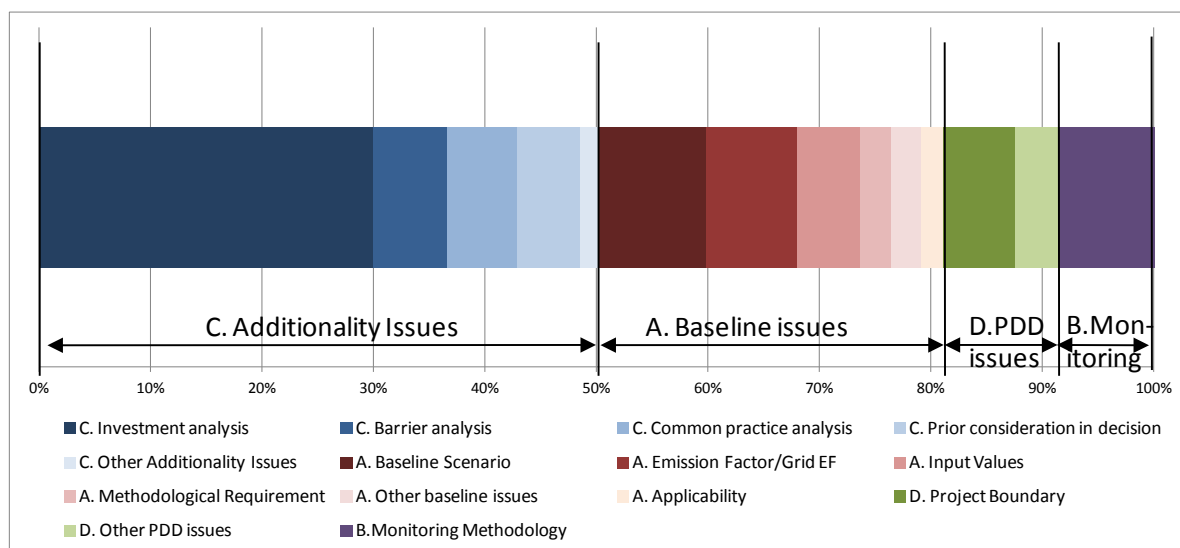 C. Additionality Issues
A. Baseline issues
D.PDD
issues
B.Mon-
itoring
0% 10% 20% 30% 40% 50% 60% 70% 80% 90% 100%
C. Investment analysis C. Barrier analysis C. Common practice analysis C. Prior consideration in decision
C. Other Additionality Issues A. Baseline Scenario A. Emission Factor/Grid EF A. Input Values
A. Methodological Requirement A. Other baseline issues A. Applicability D. Project Boundary
D. Other PDD issues B.Monitoring Methodology